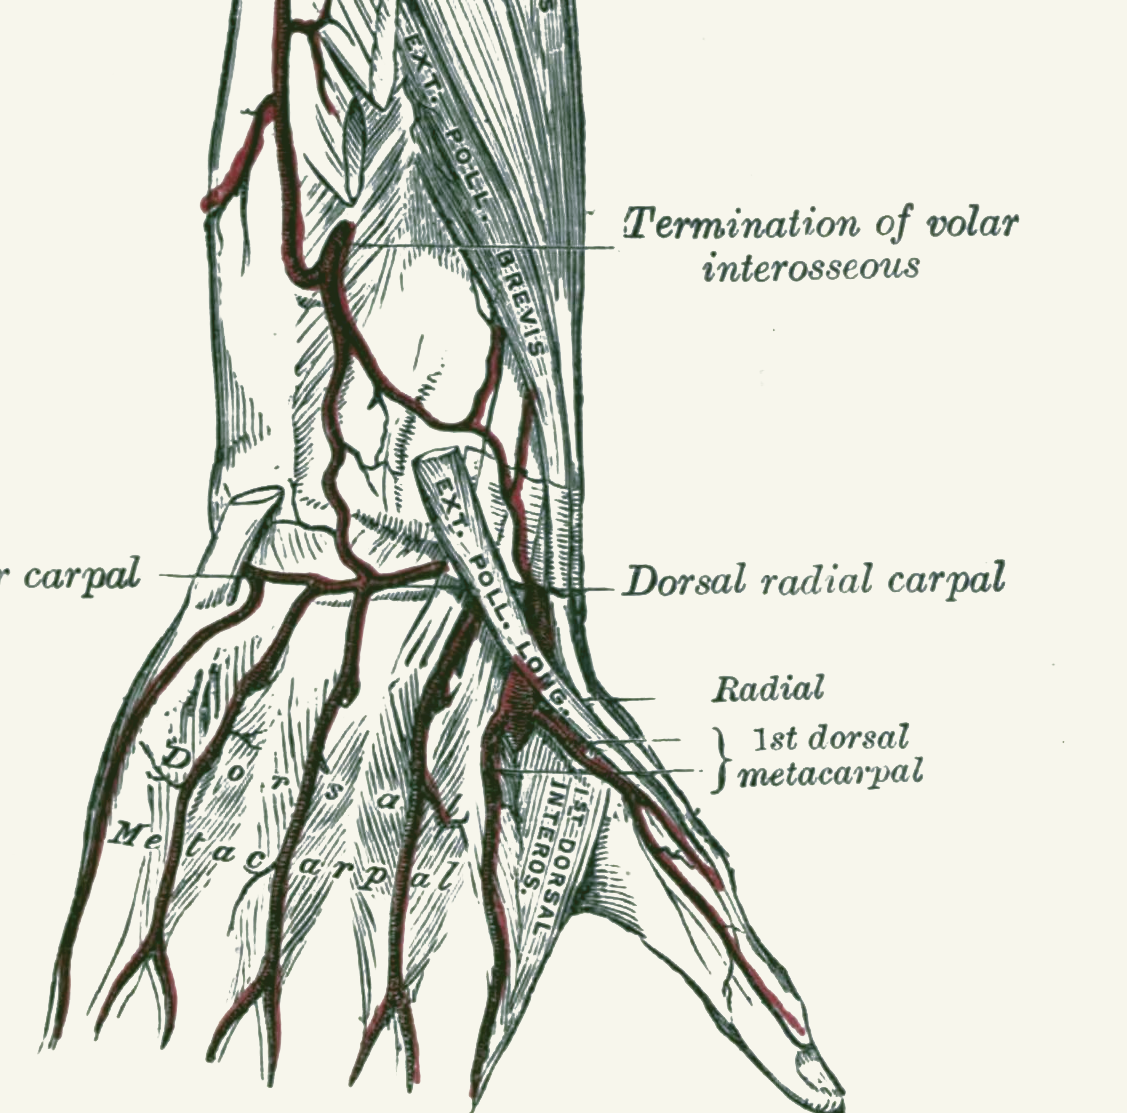 EXT. POLL. BREVIS
Termination of volar
interosseous
EXT. POLL. LONG.
carpal
Dorsal radial carpal
Radial
1st dorsal
metacarpal
Dorsa
Metacarpal
1ST DORSAL
INTEROS.